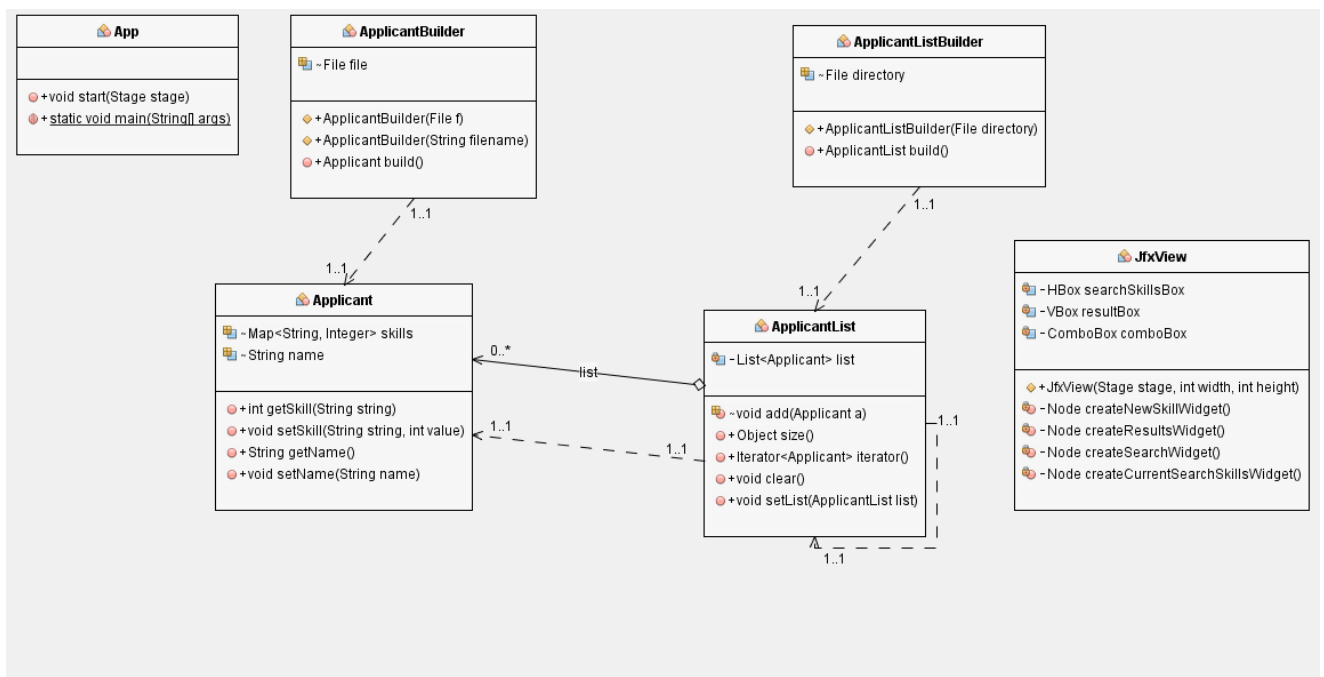 App
+void start(Stage stage)
+static void main(String[] args)
ApplicantBuilder
~File file
+ApplicantBuilder(File f)
+ApplicantBuilder(String filename)
+Applicant build()
ApplicantListBuilder
~File directory
+ApplicantListBuilder(File directory)
+ApplicantList build()
1..1
1..1
1..1
1..1
Applicant
~Map<String, Integer> skills
~String name
+int getSkill(String string)
+void setSkill(String string, int value)
+String getName()
+void setName(String name)
0..*
list
1..1
1..1
ApplicantList
-List<Applicant> list
~void add(Applicant a)
+Object size()
+Iterator<Applicant> iterator()
+void clear()
+void setList(ApplicantList list)
1..1
1..1
JfxView
-HBox searchSkillsBox
-VBox resultBox
-ComboBox comboBox
+JfxView(Stage stage, int width, int height)
-Node createNewSkillWidget()
-Node createResultsWidget()
-Node createSearchWidget()
-Node createCurrentSearchSkillsWidget()